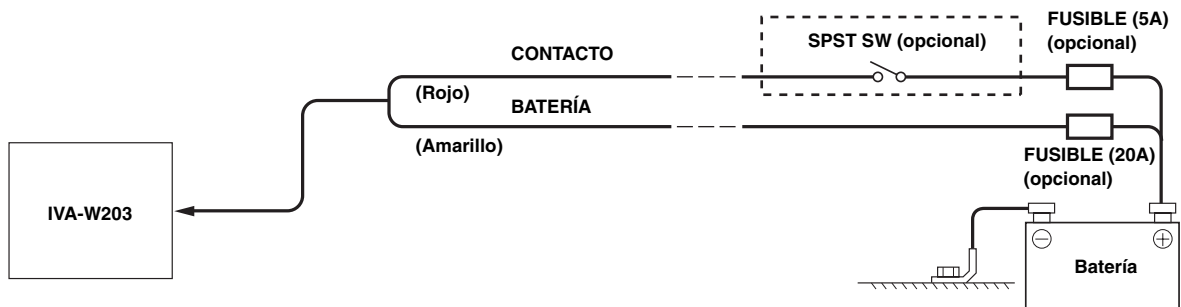 FUSIBLE (5A)
(opcional)
SPST SW (opcional)
CONTACTO
(Rojo)
BATERÍA
(Amarillo)
FUSIBLE (20A)
(opcional)
IVA-W203
Batería